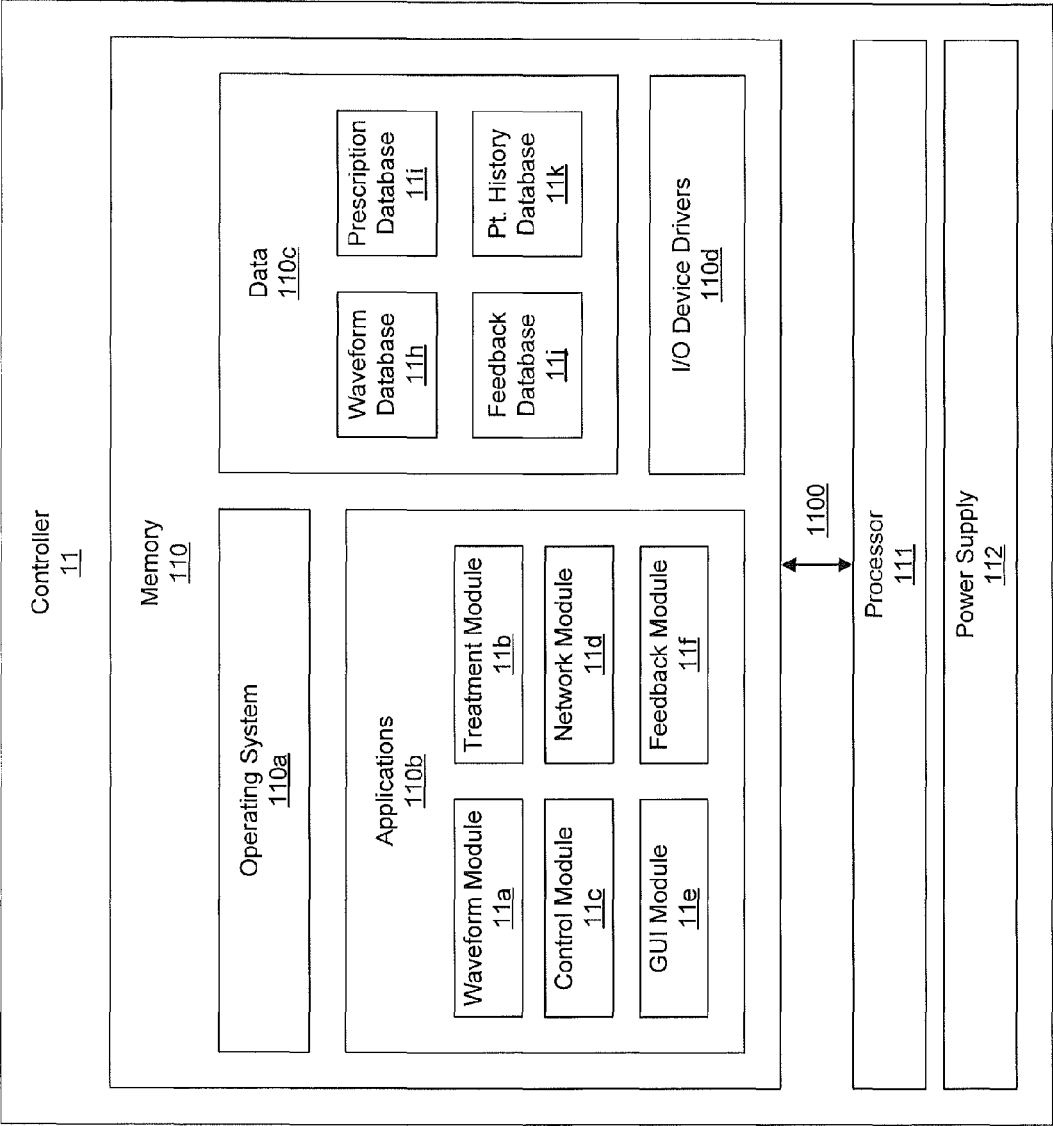 Controller
11
Memory
110
Operating System
110a
Applications
110b
Waveform Module
11a
Treatment Module
11b
Control Module
11c
Network Module
11d
GUI Module
11e
Feedback Module
11f
Data
110c
Waveform
Database
11h
Prescription
Database
11i
Feedback
Database
11j
Pt. History
Database
11k
I/O Device Drivers
110d
1100
Processor
111
Power Supply
112